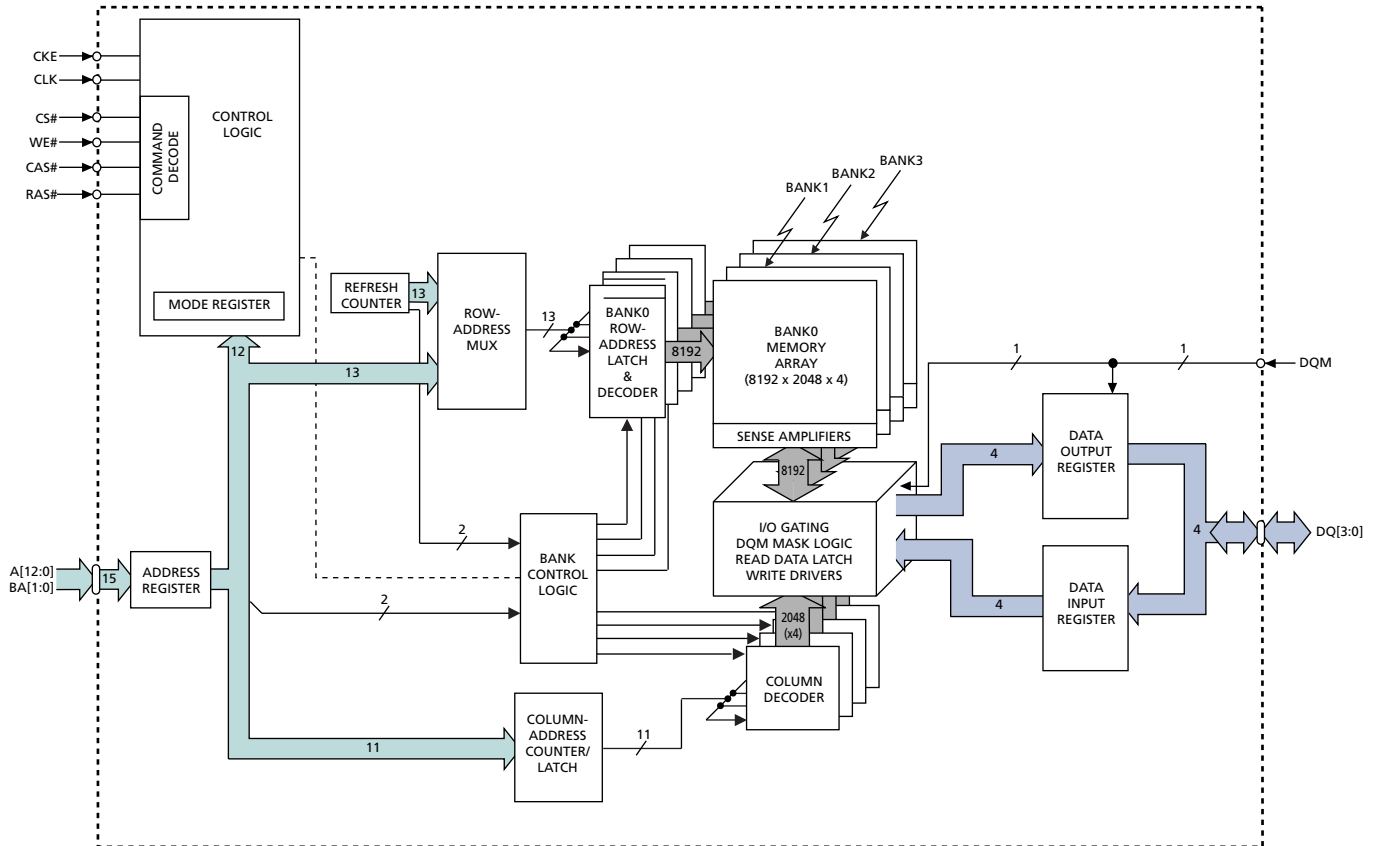 CKE
CLK
CS#
WE#
CAS#
RAS#
COMMAND
DECODE
CONTROL
LOGIC
MODE REGISTER
12
REFRESH
COUNTER
13
13
ROW-
ADDRESS
MUX
13
BANK0
ROW-
ADDRESS
LATCH
&
DECODER
8192
BANK1
BANK2
BANK3
BANK0
MEMORY
ARRAY
(8192 x 2048 x 4)
SENSE AMPLIFIERS
8192
I/O GATING
DQM MASK LOGIC
READ DATA LATCH
WRITE DRIVERS
2048
(x4)
COLUMN
DECODER
1
1
DQM
DATA
OUTPUT
REGISTER
4
4
DQ[3:0]
DATA
INPUT
REGISTER
4
A[12:0]
BA[1:0]
15
ADDRESS
REGISTER
2
2
BANK
CONTROL
LOGIC
11
COLUMN-
ADDRESS
COUNTER/
LATCH
11